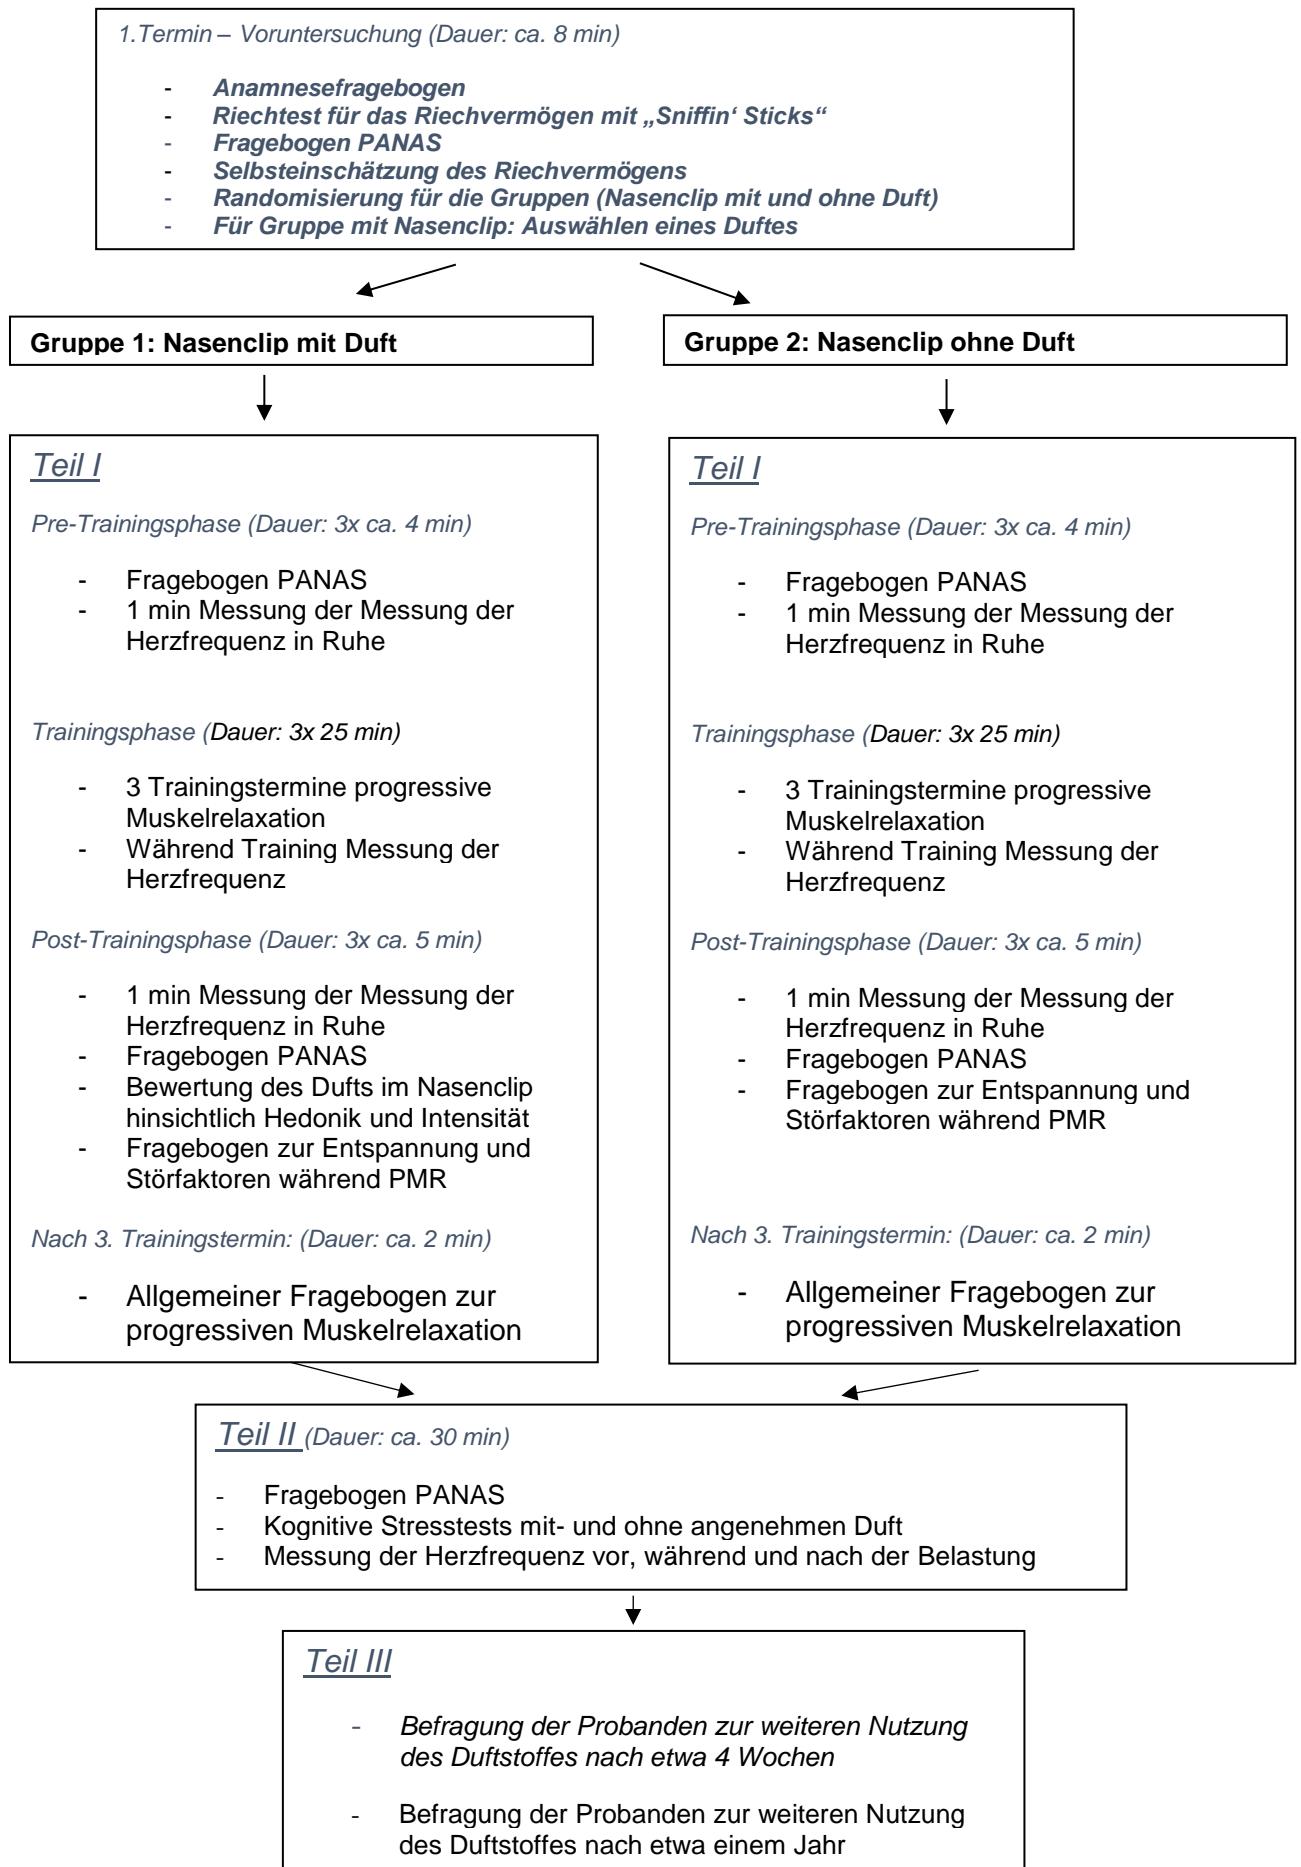 1.Termin – Voruntersuchung (Dauer: ca. 8 min)
- Anamnesefragebogen
- Riechtest für das Riechvermögen mit „Sniffin‘ Sticks“
- Fragebogen PANAS
- Selbsteinschätzung des Riechvermögens
- Randomisierung für die Gruppen (Nasenclip mit und ohne Duft)
- Für Gruppe mit Nasenclip: Auswählen eines Duftes
Gruppe 1: Nasenclip mit Duft
Gruppe 2: Nasenclip ohne Duft
Teil I
Pre-Trainingsphase (Dauer: 3x ca. 4 min)
- Fragebogen PANAS
- 1 min Messung der Messung der
Herzfrequenz in Ruhe
Trainingsphase (Dauer: 3x 25 min)
- 3 Trainingstermine progressive
Muskelrelaxation
- Während Training Messung der
Herzfrequenz
Post-Trainingsphase (Dauer: 3x ca. 5 min)
- 1 min Messung der Messung der
Herzfrequenz in Ruhe
- Fragebogen PANAS
- Bewertung des Dufts im Nasenclip
hinsichtlich Hedonik und Intensität
- Fragebogen zur Entspannung und
Störfaktoren während PMR
Nach 3. Trainingstermin: (Dauer: ca. 2 min)
- Allgemeiner Fragebogen zur
progressiven Muskelrelaxation
Teil I
Pre-Trainingsphase (Dauer: 3x ca. 4 min)
- Fragebogen PANAS
- 1 min Messung der Messung der
Herzfrequenz in Ruhe
Trainingsphase (Dauer: 3x 25 min)
- 3 Trainingstermine progressive
Muskelrelaxation
- Während Training Messung der
Herzfrequenz
Post-Trainingsphase (Dauer: 3x ca. 5 min)
- 1 min Messung der Messung der
Herzfrequenz in Ruhe
- Fragebogen PANAS
- Fragebogen zur Entspannung und
Störfaktoren während PMR
Nach 3. Trainingstermin: (Dauer: ca. 2 min)
- Allgemeiner Fragebogen zur
progressiven Muskelrelaxation
Teil II (Dauer: ca. 30 min)
- Fragebogen PANAS
- Kognitive Stresstests mit- und ohne angenehmen Duft
- Messung der Herzfrequenz vor, während und nach der Belastung
Teil III
- Befragung der Probanden zur weiteren Nutzung
des Duftstoffes nach etwa 4 Wochen
- Befragung der Probanden zur weiteren Nutzung
des Duftstoffes nach etwa einem Jahr